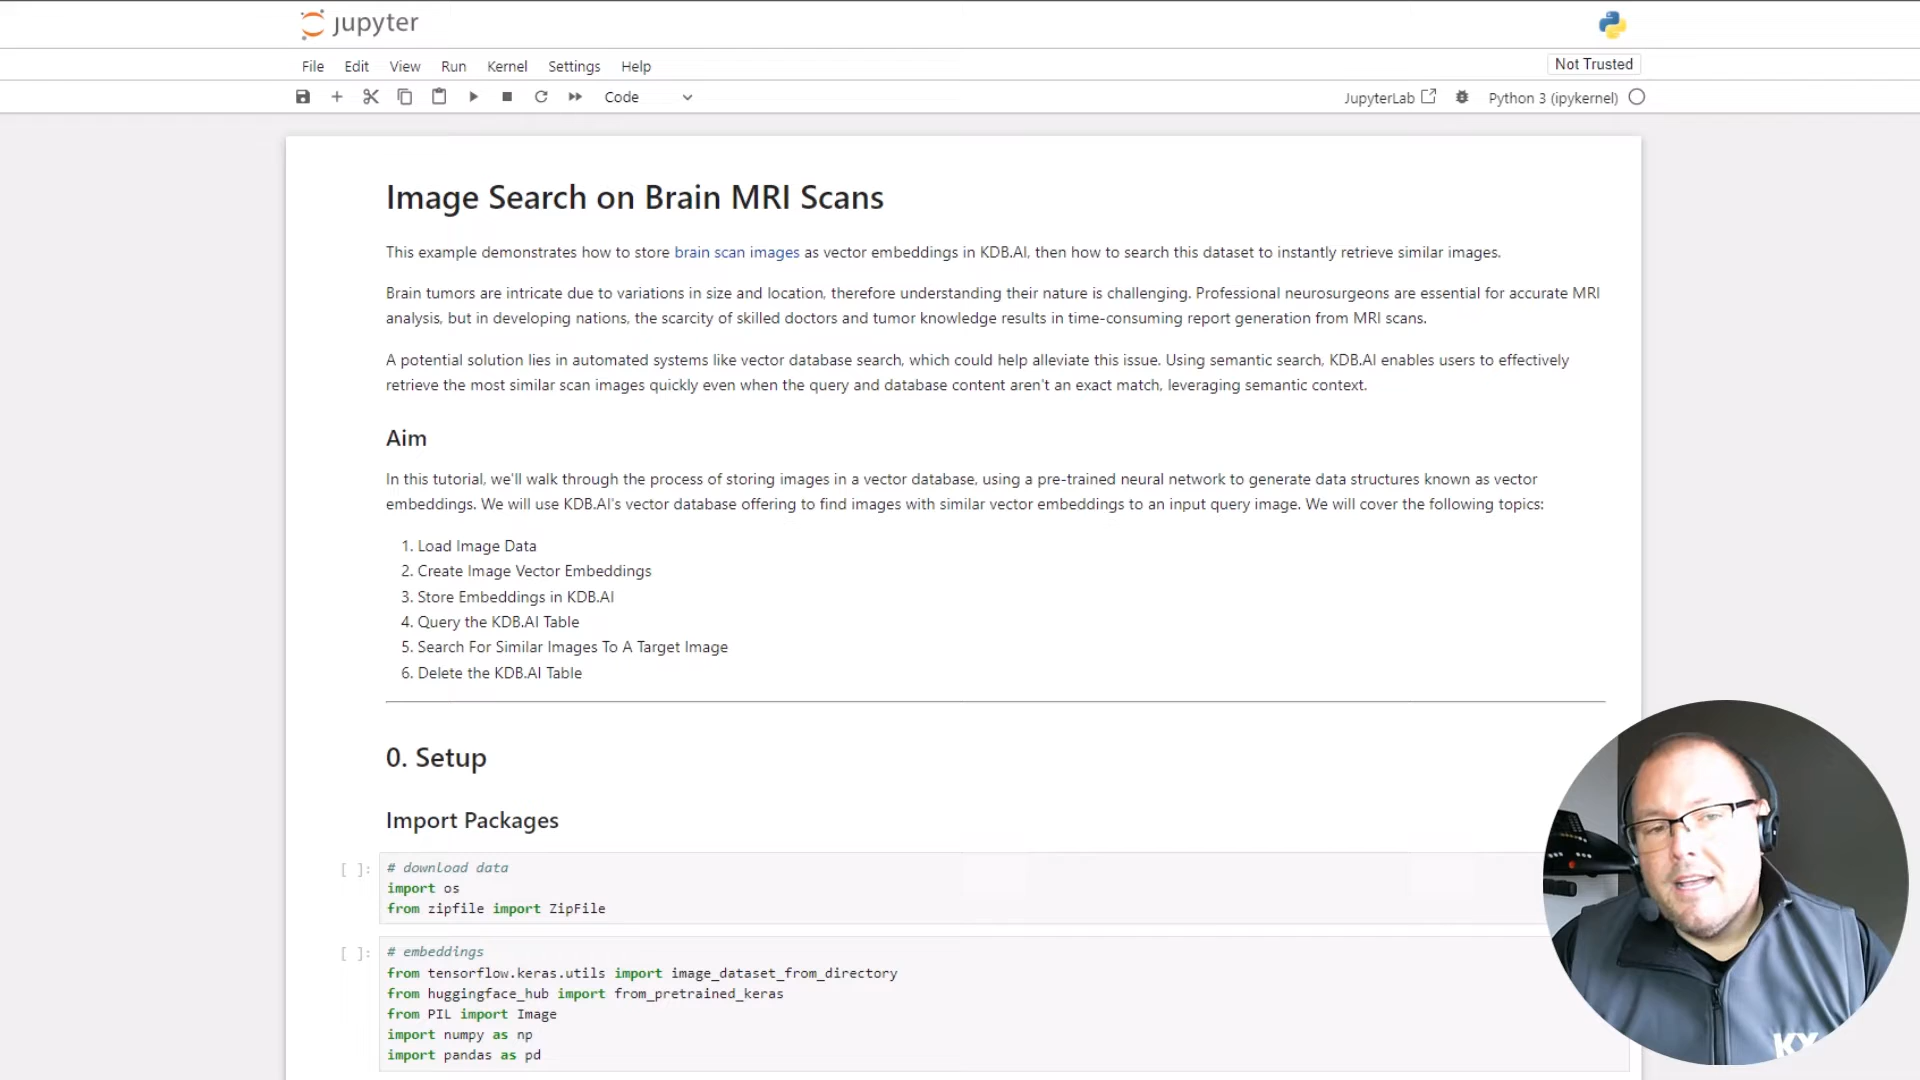 jupyter
File Edit View Run Kernel Settings Help
Not Trusted
Code
JupyterLab
Python 3 (ipykernel)
Image Search on Brain MRI Scans
This example demonstrates how to store brain scan images as vector embeddings in KDB.AI, then how to search this dataset to instantly retrieve similar images.
Brain tumors are intricate due to variations in size and location, therefore understanding their nature is challenging. Professional neurosurgeons are essential for accurate MRI
analysis, but in developing nations, the scarcity of skilled doctors and tumor knowledge results in time-consuming report generation from MRI scans.
A potential solution lies in automated systems like vector database search, which could help alleviate this issue. Using semantic search, KDB.AI enables users to effectively
retrieve the most similar scan images quickly even when the query and database content aren't an exact match, leveraging semantic context.
Aim
In this tutorial, we'll walk through the process of storing images in a vector database, using a pre-trained neural network to generate data structures known as vector
embeddings. We will use KDB.AI's vector database offering to find images with similar vector embeddings to an input query image. We will cover the following topics:
1. Load Image Data
2. Create Image Vector Embeddings
3. Store Embeddings in KDB.AI
4. Query the KDB.AI Table
5. Search For Similar Images To A Target Image
6. Delete the KDB.AI Table
0. Setup
Import Packages
[ ]: # download data
import os
from zipfile import ZipFile
[ ]: # embeddings
from tensorflow.keras.utils import image_dataset_from_directory
from huggingface_hub import from_pretrained_keras
from PIL import Image
import numpy as np
import pandas as pd
KX